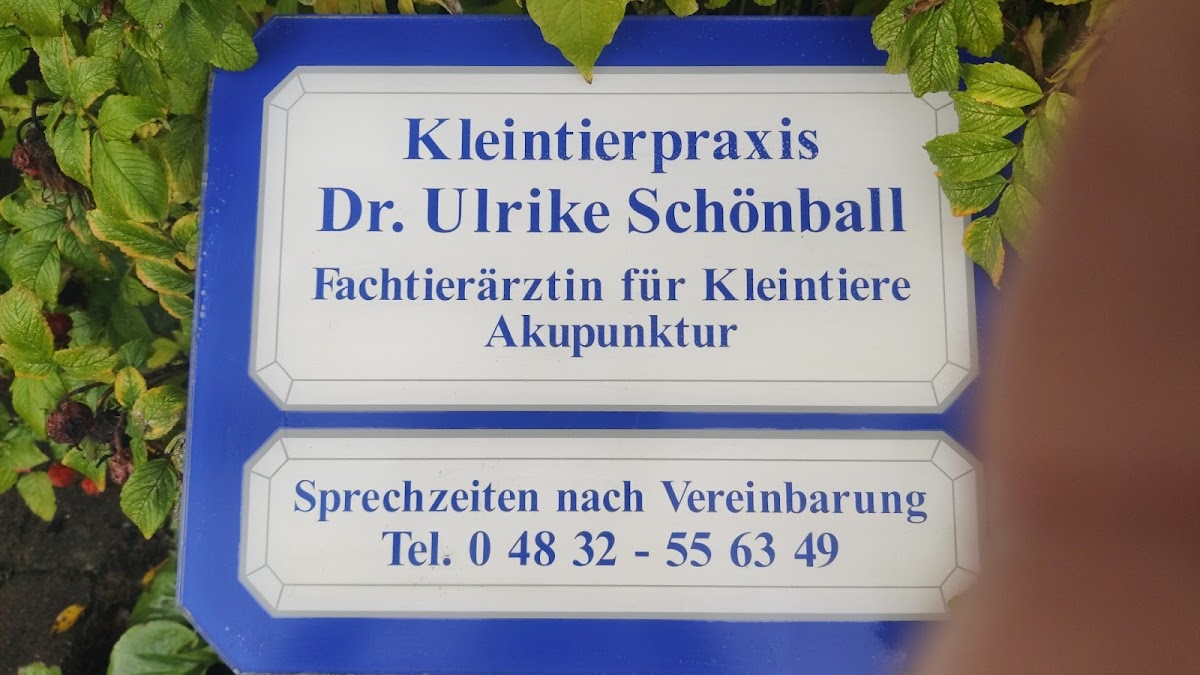 Kleintierpraxis
Dr. Ulrike Schönball
Fachtierärztin für Kleintiere
Akupunktur
Sprechzeiten nach Vereinbarung
Tel. 0 48 32 - 55 63 49